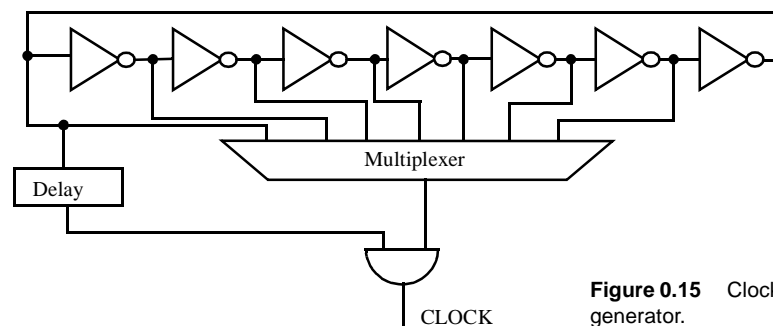 Multiplexer
Delay
CLOCK
Figure 0.15 Clock
generator.